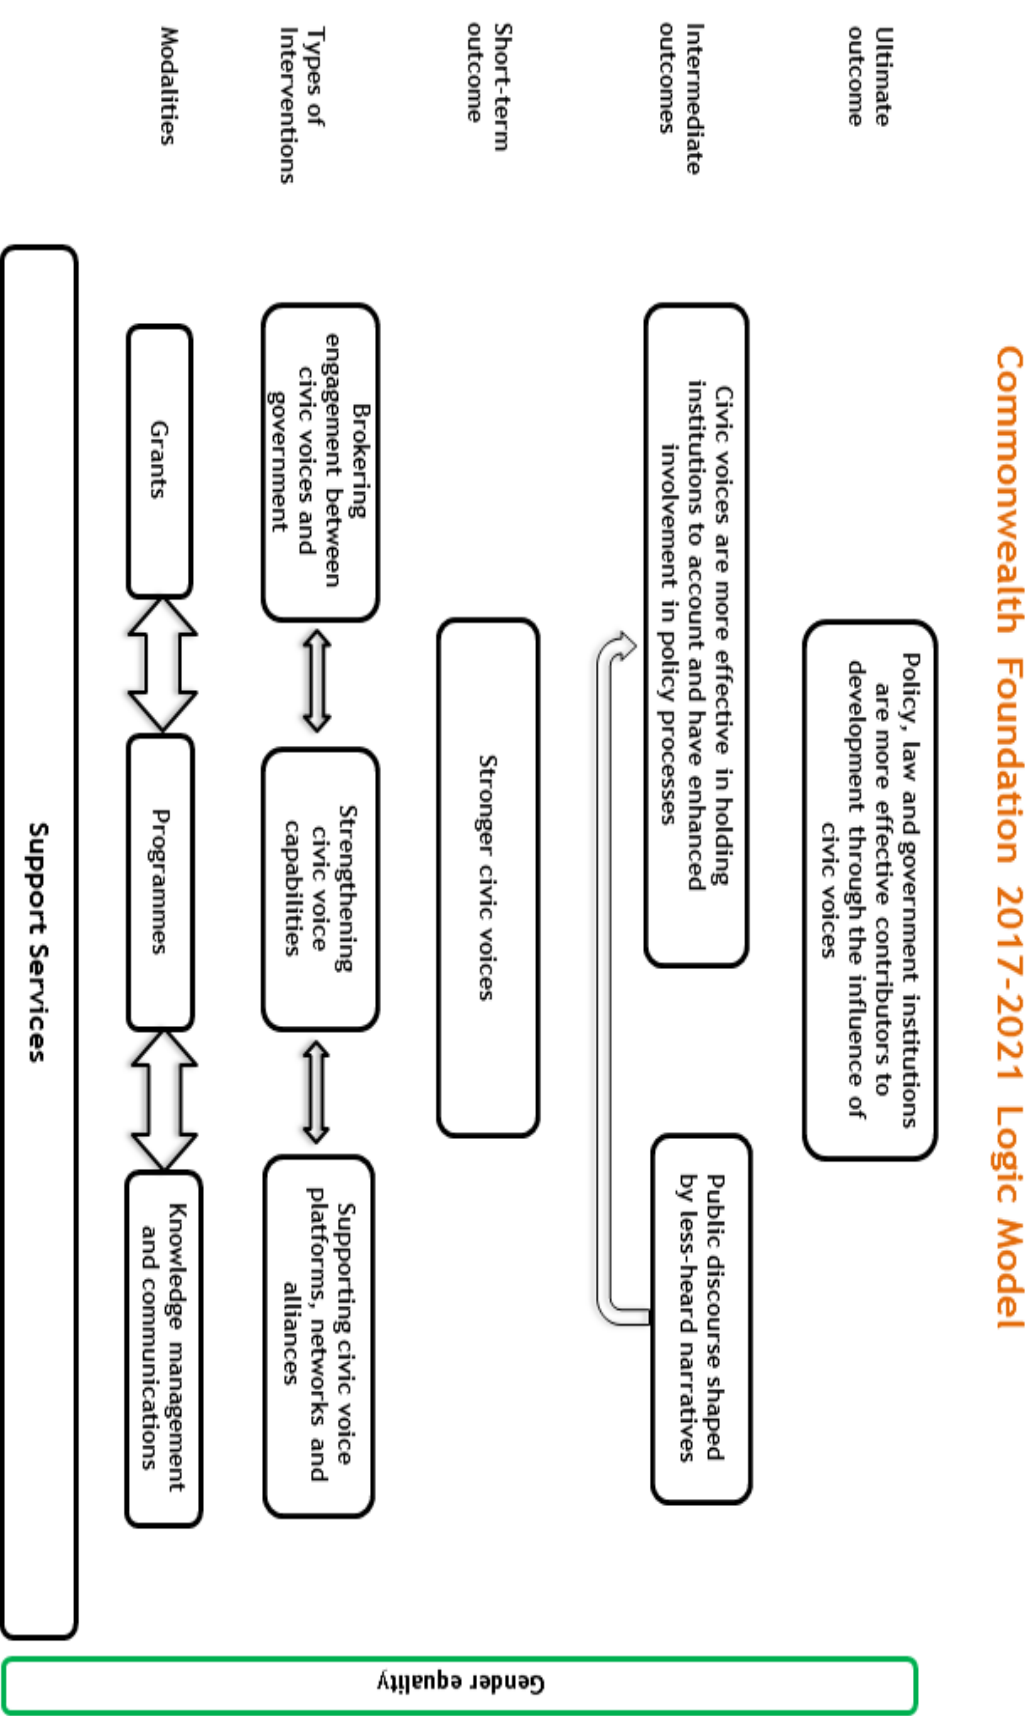 Commonwealth Foundation 2017-2021 Logic Model
Ultimate
outcome
Policy, law and government institutions
are more effective contributors to
development through the influence of
civic voices
Intermediate
outcomes
Civic voices are more effective in holding
institutions to account and have enhanced
involvement in policy processes
Public discourse shaped
by less-heard narratives
Short-term
outcome
Stronger civic voices
Types of
Interventions
Brokering
engagement between
civic voices and
government
Strengthening
civic voice
capabilities
Supporting civic voice
platforms, networks and
alliances
Modalities
Grants
Programmes
Knowledge management
and communications
Support Services
Gender equality